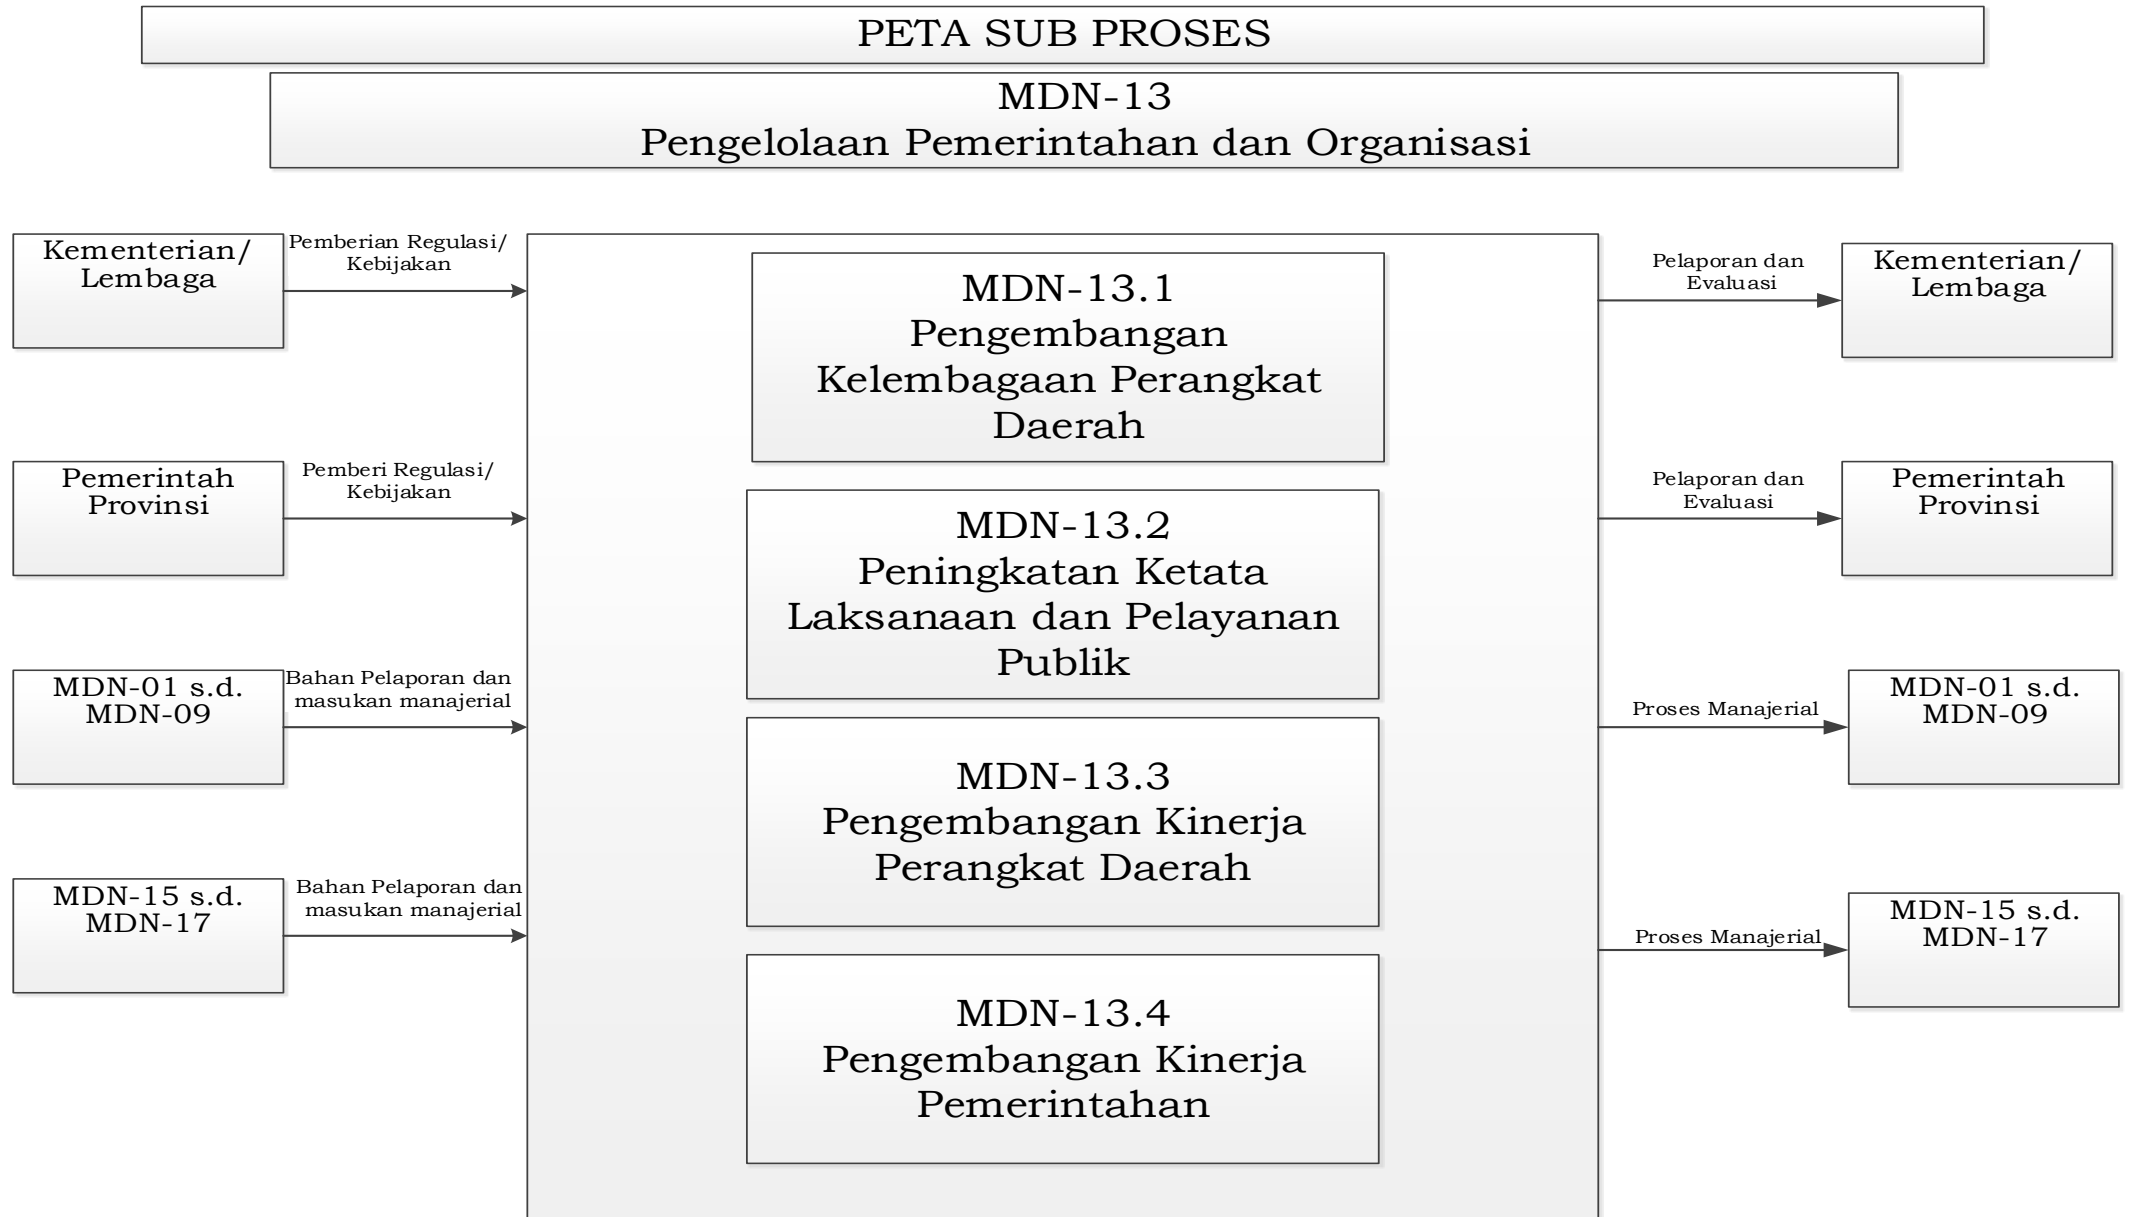 PETA SUB PROSES
MDN-13
Pengelolaan Pemerintahan dan Organisasi
Kementerian/
Lembaga
Pemberian Regulasi/
Kebijakan
Pemerintah
Provinsi
Pemberi Regulasi/
Kebijakan
MDN-01 s.d.
MDN-09
Bahan Pelaporan dan
masukan manajerial
MDN-15 s.d.
MDN-17
Bahan Pelaporan dan
masukan manajerial
MDN-13.1
Pengembangan
Kelembagaan Perangkat
Daerah
MDN-13.2
Peningkatan Ketata
Laksanaan dan Pelayanan
Publik
MDN-13.3
Pengembangan Kinerja
Perangkat Daerah
MDN-13.4
Pengembangan Kinerja
Pemerintahan
Pelaporan dan
Evaluasi
Kementerian/
Lembaga
Pelaporan dan
Evaluasi
Pemerintah
Provinsi
Proses Manajerial
MDN-01 s.d.
MDN-09
Proses Manajerial
MDN-15 s.d.
MDN-17